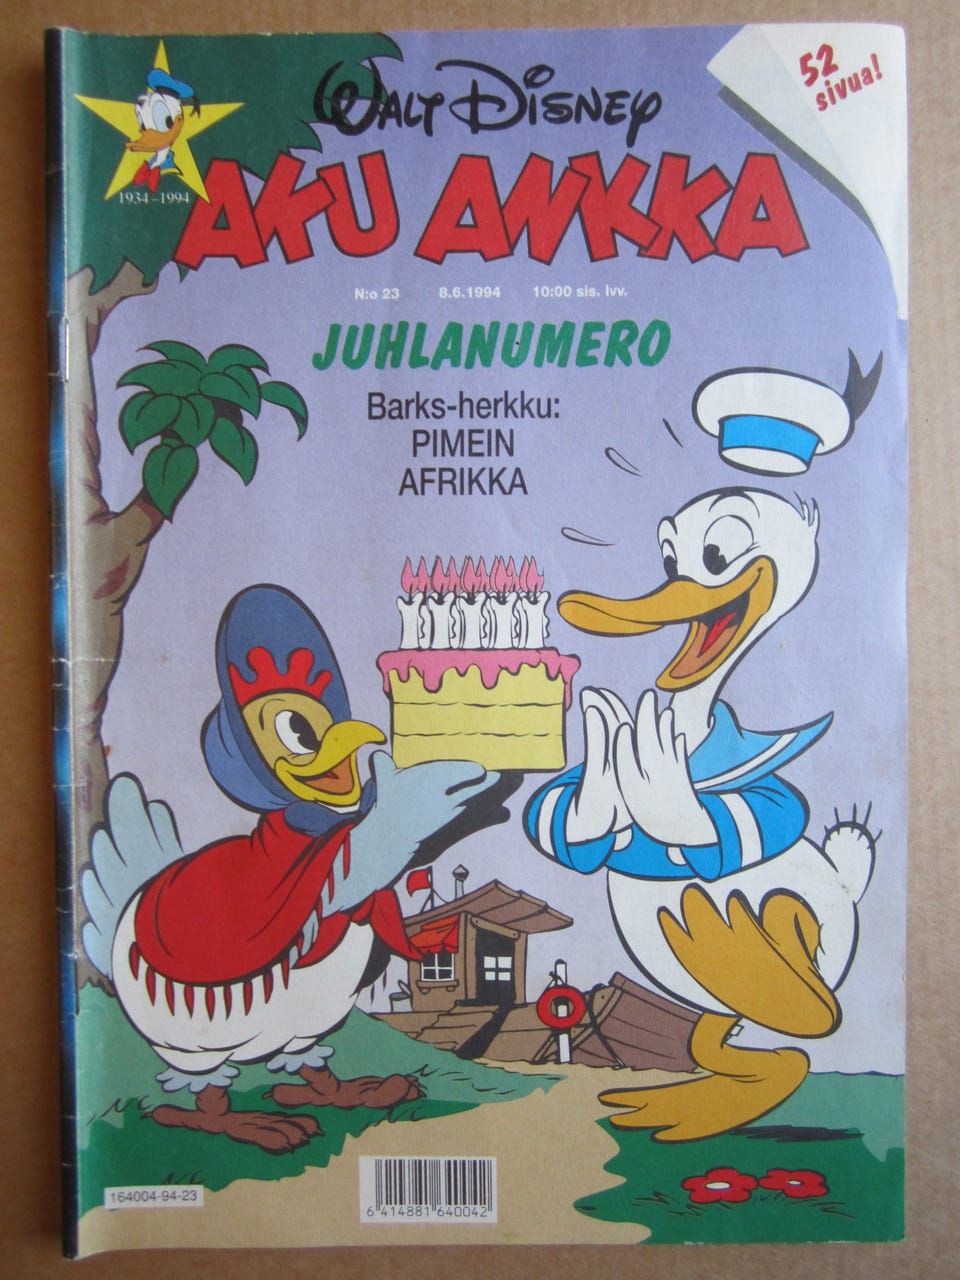 52
sivua!
WALT DISNEY
1934-1994
AKU ANKKA
N:o 23 8.6.1994 10:00 sis. lvv.
JUHLANUMERO
Barks-herkku:
PIMEIN
AFRIKKA
164004-94-23
6 414881 640042